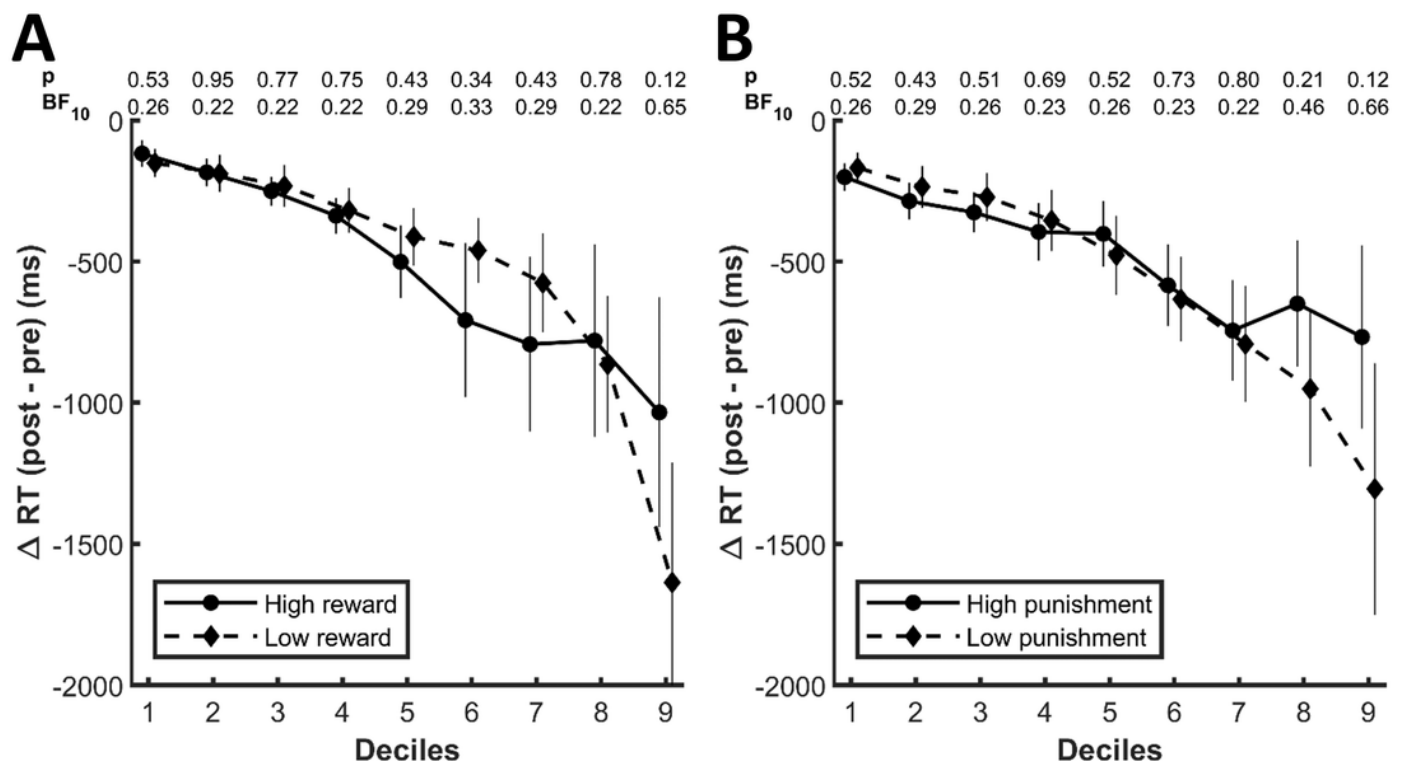 A
p 0.53 0.95 0.77 0.75 0.43 0.34 0.43 0.78 0.12
BF10 0.26 0.22 0.22 0.22 0.29 0.33 0.29 0.22 0.65
Δ RT (post - pre) (ms)
0
-500
-1000
-1500
-2000
High reward
Low reward
1 2 3 4 5 6 7 8 9
Deciles
B
p 0.52 0.43 0.51 0.69 0.52 0.73 0.80 0.21 0.12
BF10 0.26 0.29 0.26 0.23 0.26 0.23 0.22 0.46 0.66
Δ RT (post - pre) (ms)
0
-500
-1000
-1500
-2000
High punishment
Low punishment
1 2 3 4 5 6 7 8 9
Deciles